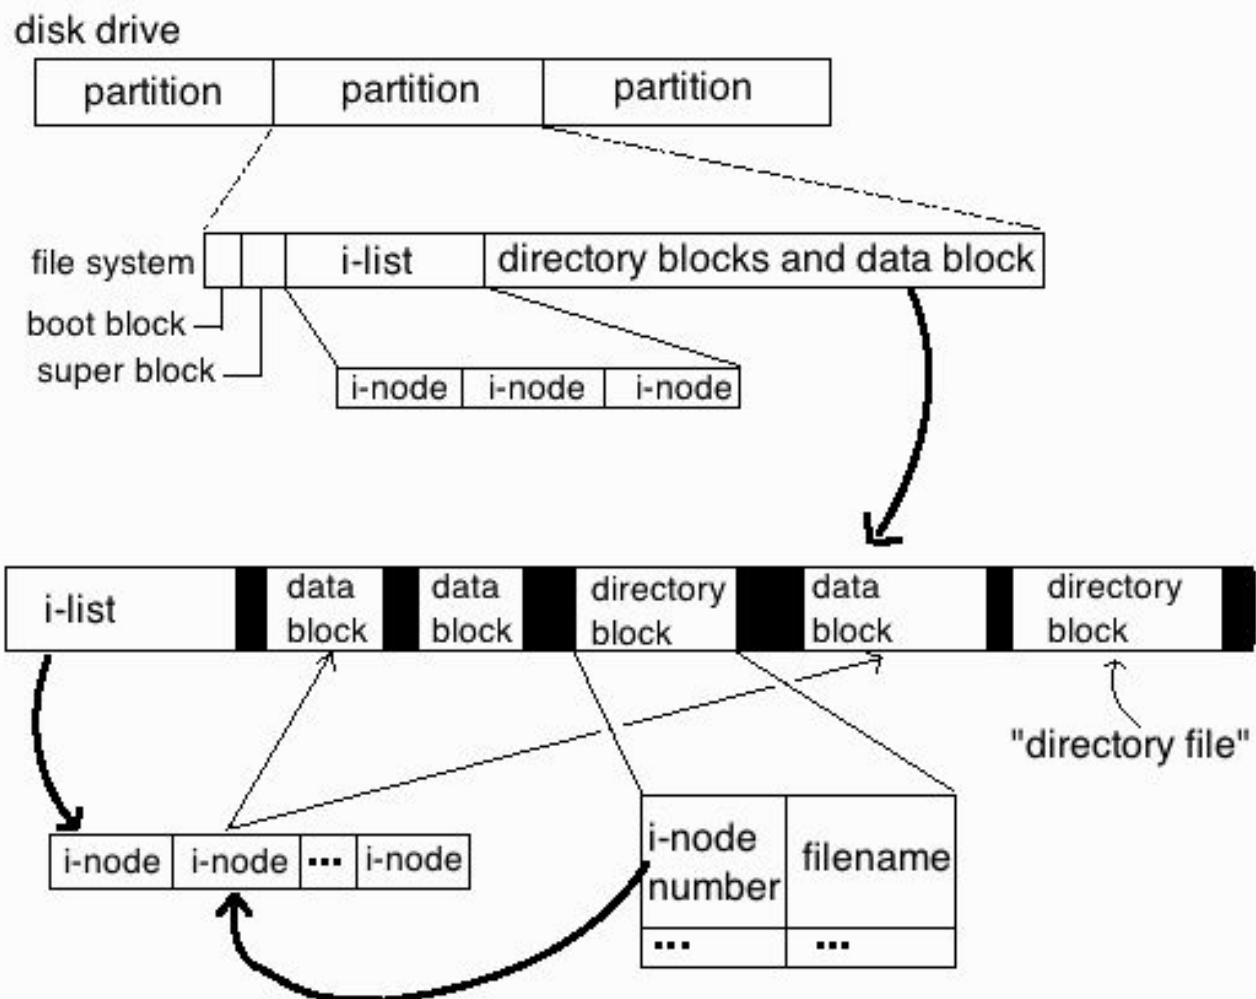 disk drive
partition partition partition
file system i-list directory blocks and data block
boot block
super block
i-node i-node i-node
i-list
data
block
data
block
directory
block
data
block
directory
block
"directory file"
i-node i-node ... i-node
i-node
number
filename
... ...